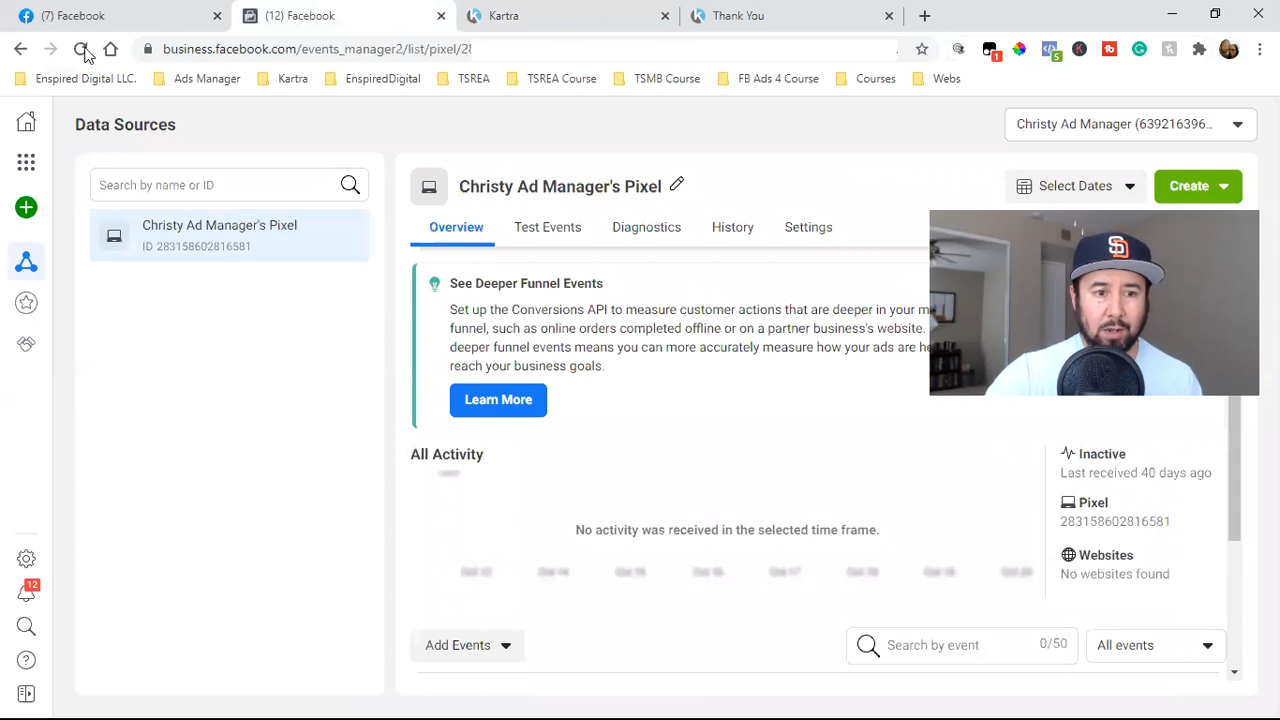 (7) Facebook
(12) Facebook
Kartra
Thank You
business.facebook.com/events_manager2/list/pixel/28
1
5
Enspired Digital LLC.
Ads Manager
Kartra
EnspiredDigital
TSREA
TSREA Course
TSMB Course
FB Ads 4 Course
Courses
Webs
Data Sources
Christy Ad Manager (639216396...
Search by name or ID
Christy Ad Manager's Pixel
ID 283158602816581
Christy Ad Manager's Pixel
Select Dates
Create
Overview
Test Events
Diagnostics
History
Settings
See Deeper Funnel Events
Set up the Conversions API to measure customer actions that are deeper in your m
funnel, such as online orders completed offline or on a partner business's website.
deeper funnel events means you can more accurately measure how your ads are he
reach your business goals.
Learn More
SD
All Activity
No activity was received in the selected time frame.
Inactive
Last received 40 days ago
Pixel
283158602816581
Websites
No websites found
12
Add Events
Search by event
0/50
All events